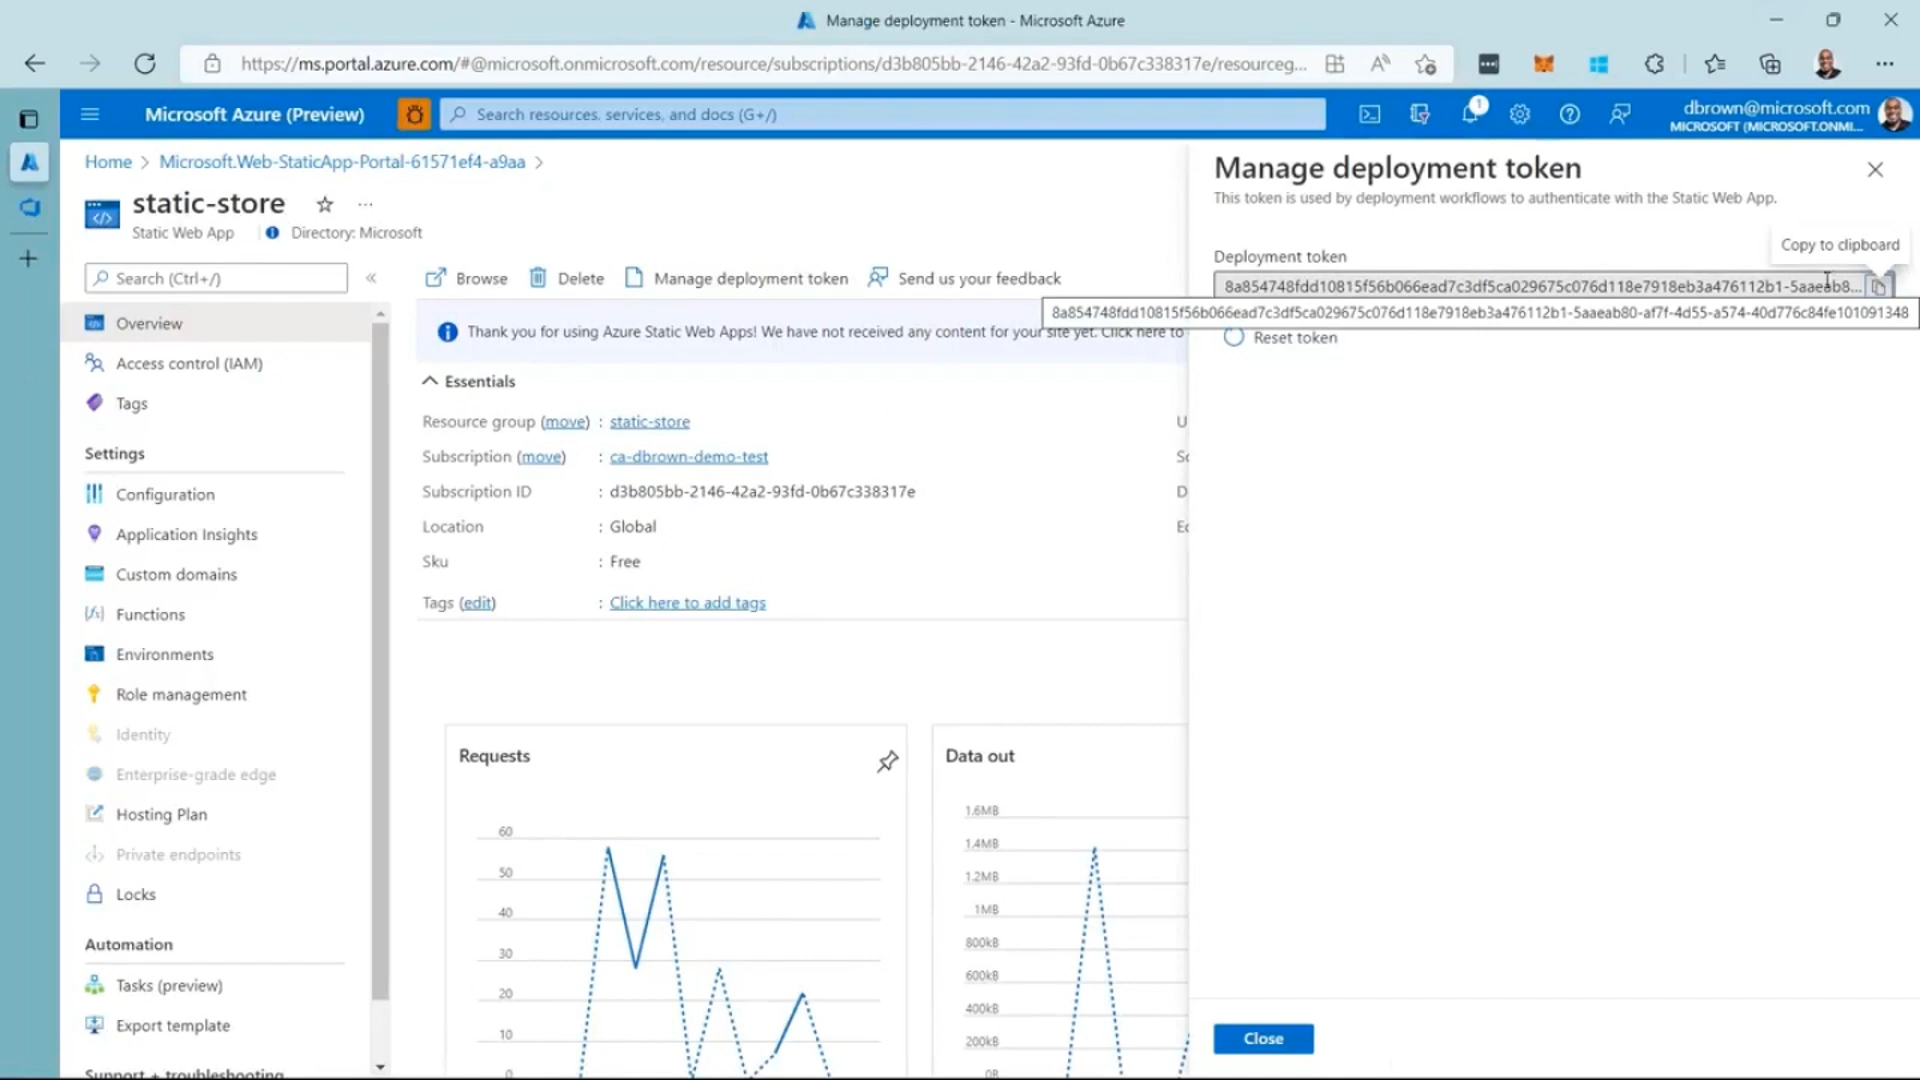 Manage deployment token - Microsoft Azure
https://ms.portal.azure.com/#@microsoft.onmicrosoft.com/resource/subscriptions/d3b805bb-2146-42a2-93fd-0b67c338317e/resourceg...
Microsoft Azure (Preview)
Search resources, services, and docs (G+/)
1
dbrown@microsoft.com
MICROSOFT (MICROSOFT.ONMI...
Home > Microsoft.Web-StaticApp-Portal-61571ef4-a9aa >
static-store
Static Web App
Directory: Microsoft
Search (Ctrl+/)
Overview
Access control (IAM)
Tags
Settings
Configuration
Application Insights
Custom domains
Functions
Environments
Role management
Identity
Enterprise-grade edge
Hosting Plan
Private endpoints
Locks
Automation
Tasks (preview)
Export template
Support + troubleshooting
Browse
Delete
Manage deployment token
Send us your feedback
Thank you for using Azure Static Web Apps! We have not received any content for your site yet. Click here to
Essentials
Resource group (move) : static-store
Subscription (move) : ca-dbrown-demo-test
Subscription ID : d3b805bb-2146-42a2-93fd-0b67c338317e
Location : Global
Sku : Free
Tags (edit) : Click here to add tags
Requests
60
50
40
30
20
10
0
Data out
1.6MB
1.4MB
1.2MB
1MB
800kB
600kB
400kB
200kB
0B
Manage deployment token
This token is used by deployment workflows to authenticate with the Static Web App.
Copy to clipboard
Deployment token
8a854748fdd10815f56b066ead7c3df5ca029675c076d118e7918eb3a476112b1-5aaeab8...
8a854748fdd10815f56b066ead7c3df5ca029675c076d118e7918eb3a476112b1-5aaeab80-af7f-4d55-a574-40d776c84fe101091348
Reset token
Close